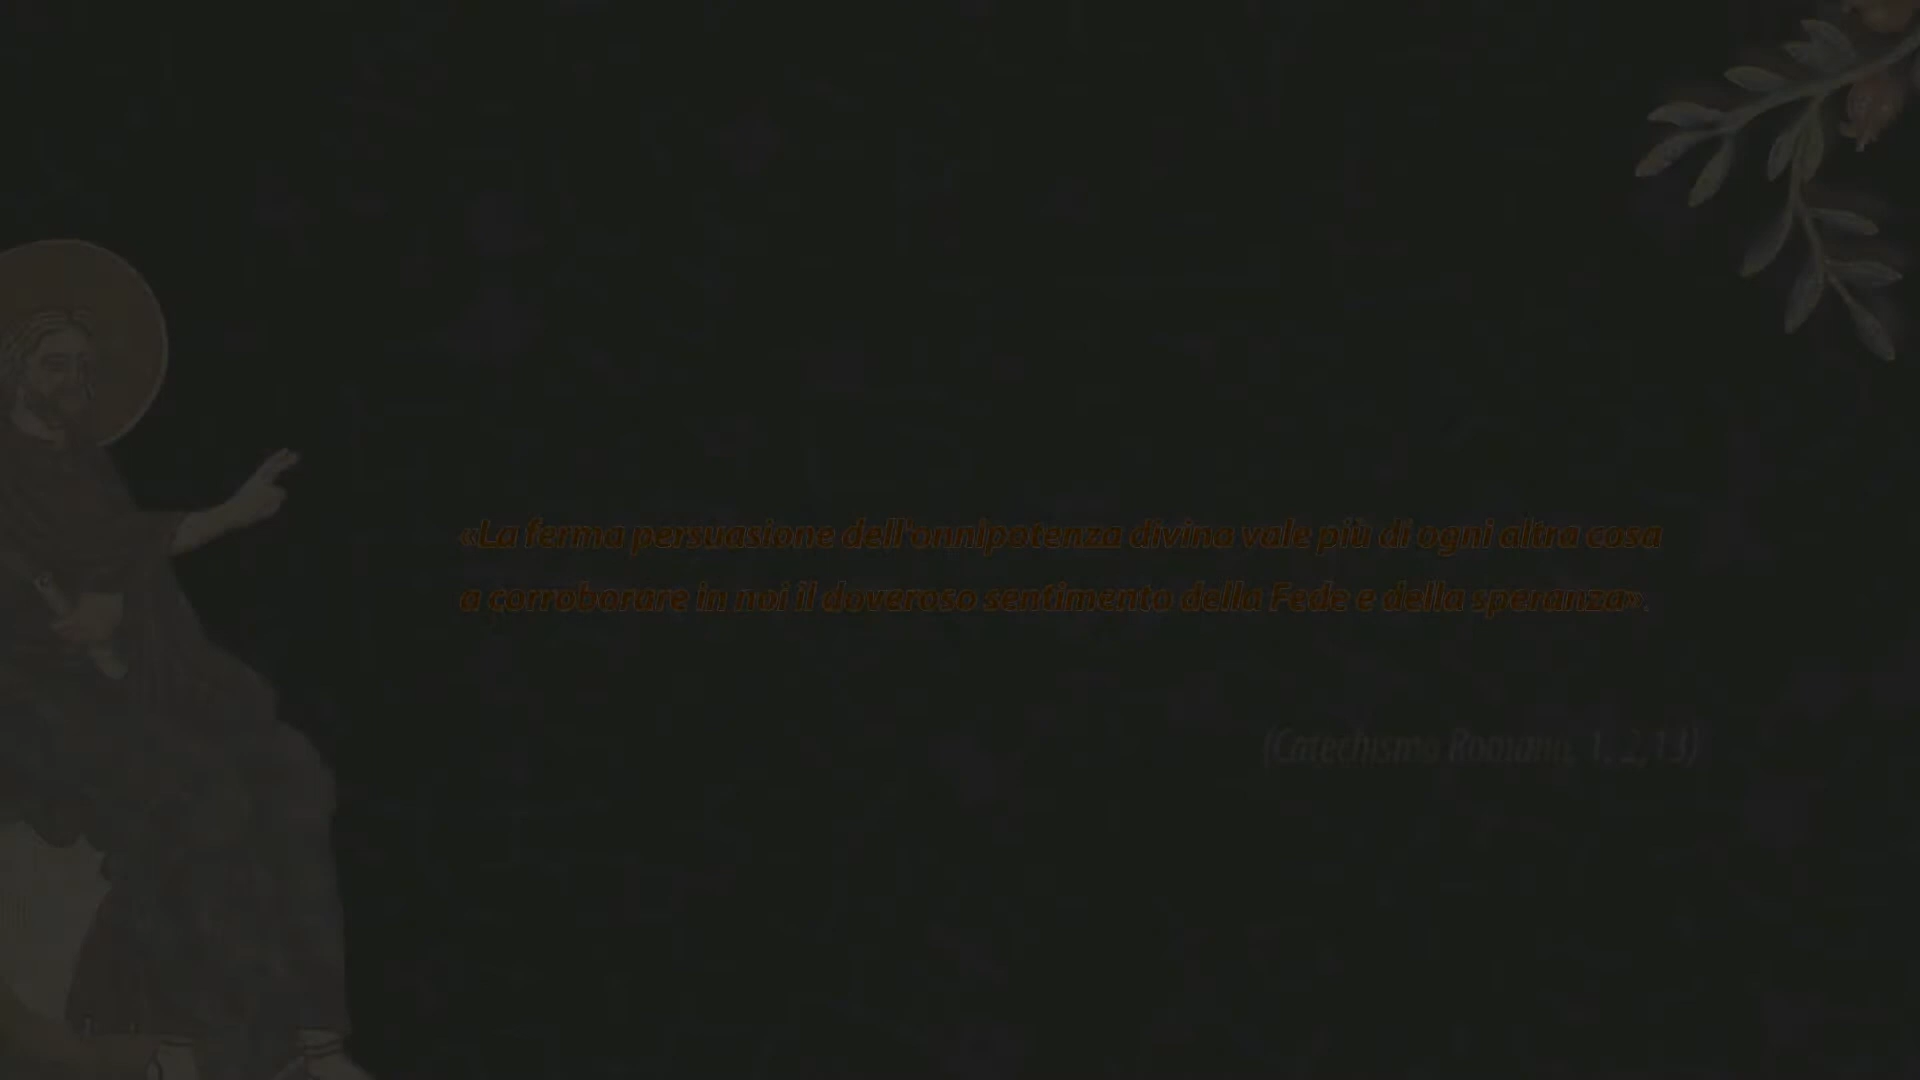 «La ferma persuasione dell'onnipotenza divina vale più di ogni altra cosa
a corroborare in noi il doveroso sentimento della Fede e della speranza».
(Catechismo Romano, 1, 2,13)